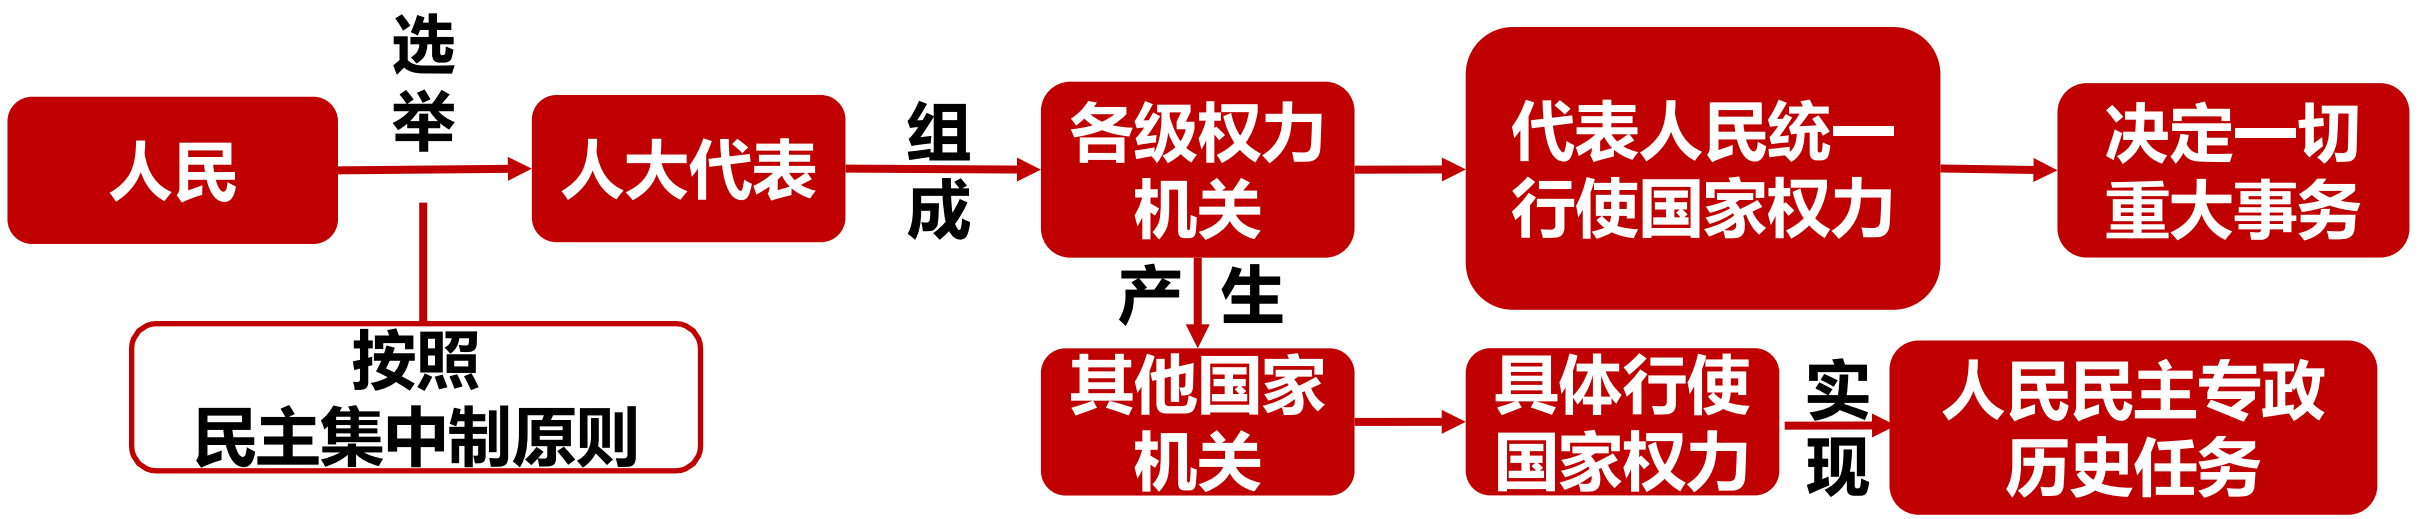 选
举
人民
人大代表
组
成
各级权力
机关
代表人民统一
行使国家权力
决定一切
重大事务
按照
民主集中制原则
产 生
其他国家
机关
具体行使
国家权力
实
现
人民民主专政
历史任务